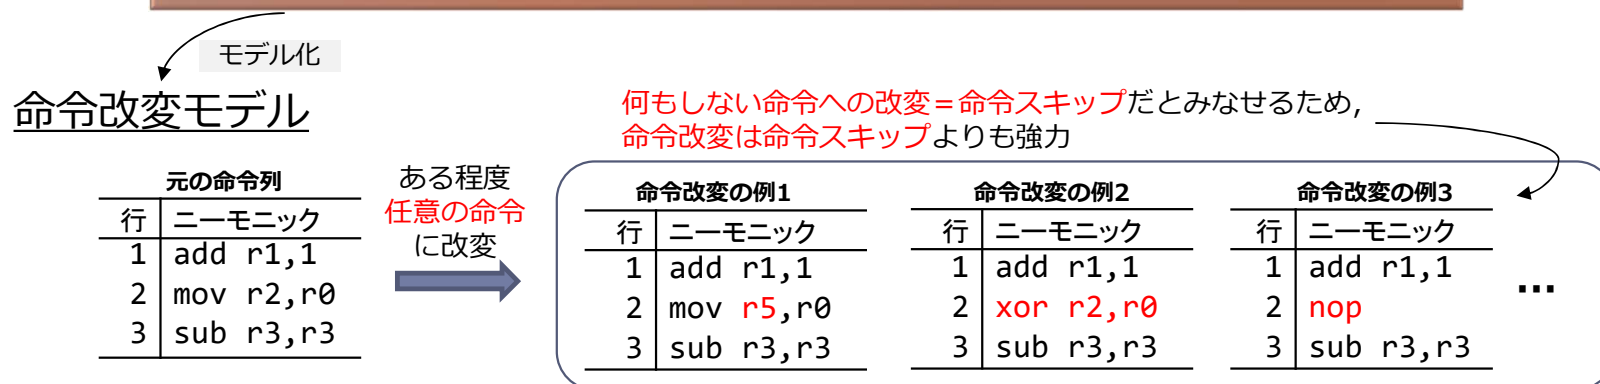 モデル化
命令改変モデル
何もしない命令への改変＝命令スキップだとみなせるため,
命令改変は命令スキップよりも強力
元の命令列
行 ニーモニック
1 add r1,1
2 mov r2,r0
3 sub r3,r3
ある程度
任意の命令
に改変
命令改変の例1
行 ニーモニック
1 add r1,1
2 mov r5,r0
3 sub r3,r3
命令改変の例2
行 ニーモニック
1 add r1,1
2 xor r2,r0
3 sub r3,r3
命令改変の例3
行 ニーモニック
1 add r1,1
2 nop
3 sub r3,r3
…